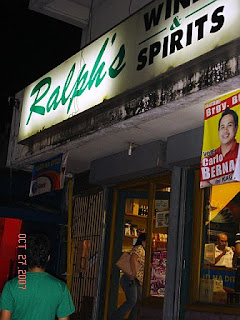 Ralph's
WINES
&
SPIRITS
Brgy.
Carlo
BERNA
OCT 27 2007